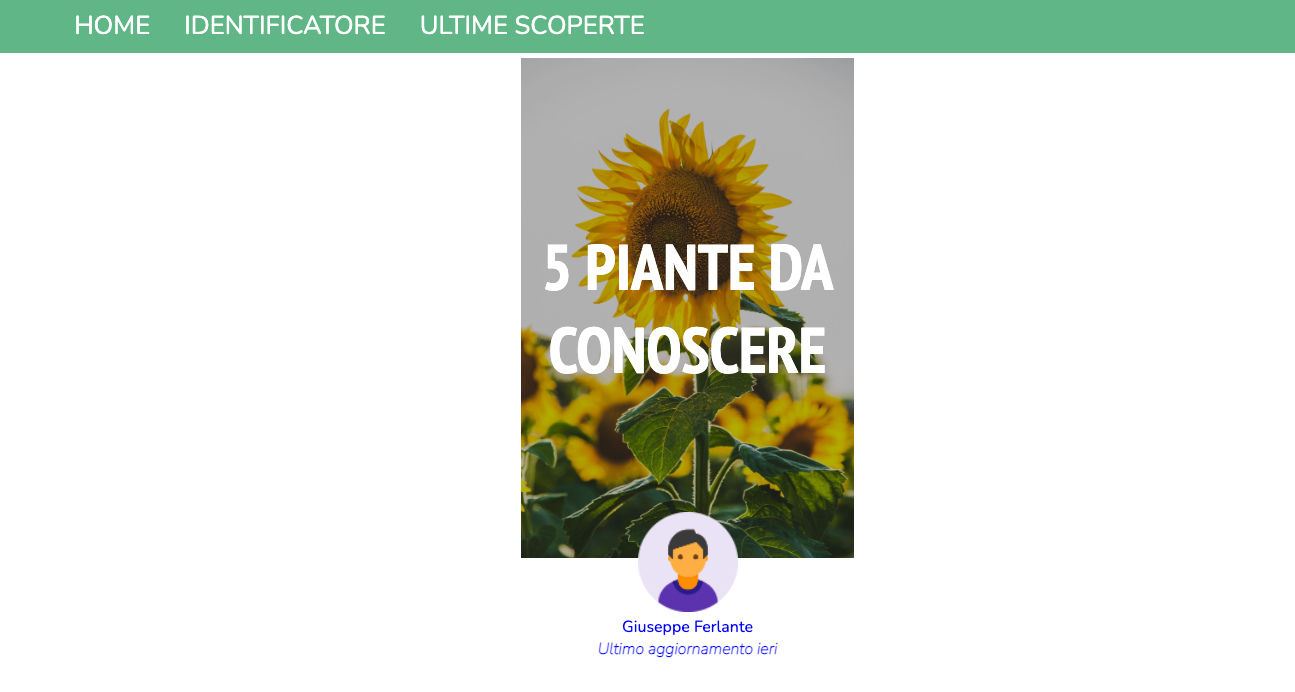 HOME IDENTIFICATORE ULTIME SCOPERTE
5 PIANTE DA
CONOSCERE
Giuseppe Ferlante
Ultimo aggiornamento ieri